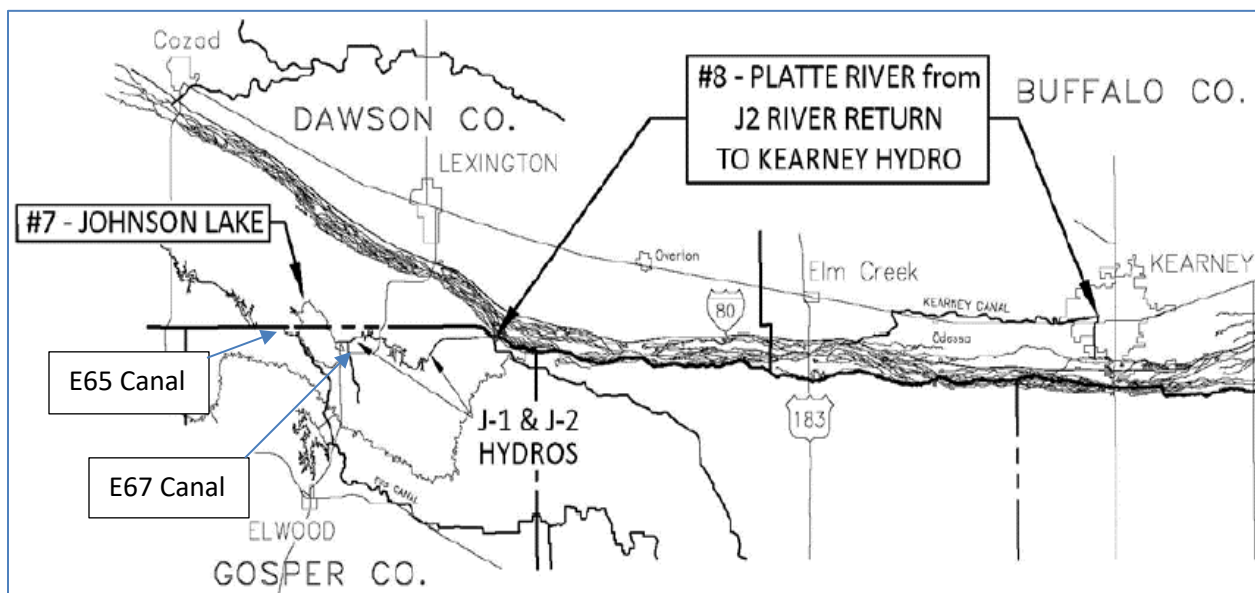 Cozad
DAWSON CO.
LEXINGTON
#8 - PLATTE RIVER from
J2 RIVER RETURN
TO KEARNEY HYDRO
BUFFALO CO.
#7 - JOHNSON LAKE
Overton
Elm Creek
KEARNEY
80
KEARNEY CANAL
Odessa
E65 Canal
183
J-1 & J-2
HYDROS
E67 Canal
CANAL
ELWOOD
GOSPER CO.